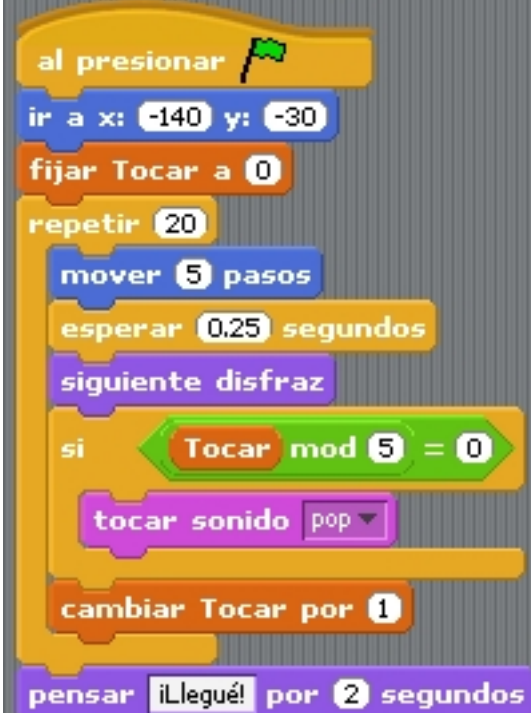 al presionar
ir a x: -140 y: -30
fijar Tocar a 0
repetir 20
mover 5 pasos
esperar 0.25 segundos
siguiente disfraz
si Tocar mod 5 = 0
tocar sonido pop
cambiar Tocar por 1
pensar ¡Llegué! por 2 segundos